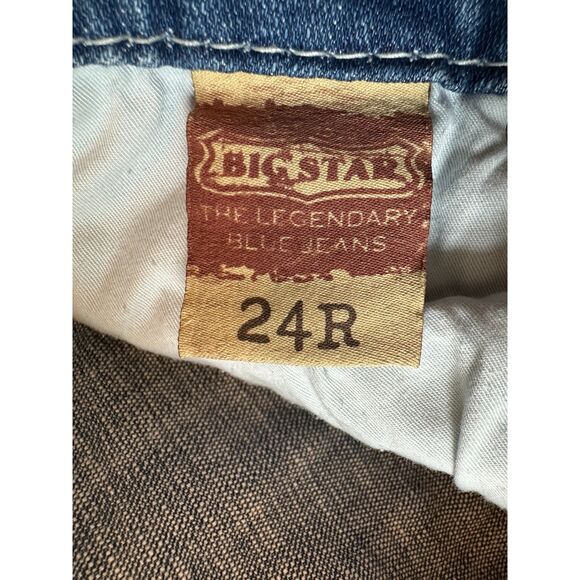 BIG STAR
THE LEGENDARY
BLUE JEANS
24R